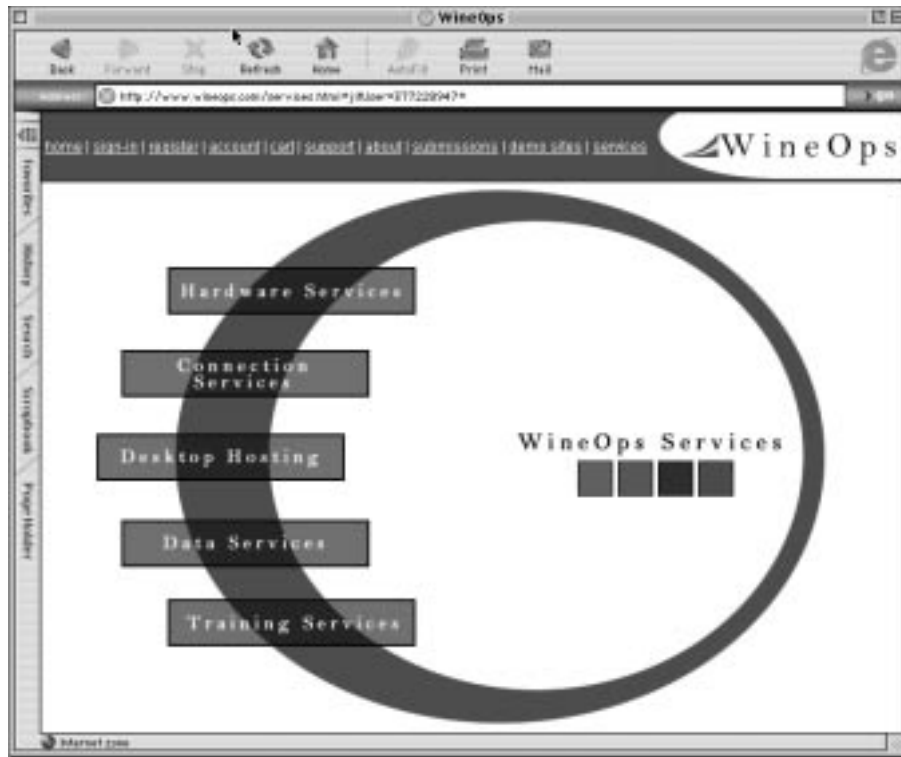 WineOps
Back Forward Stop Refresh Home AutoFill Print Mail
home | sign-in | register | account | cart | support | about | submissions | demo sites | services
WineOps
Favorites
History
Search
Scrapbook
Page Holder
Hardware Services
Connection
Services
Desktop Hosting
Data Services
Training Services
WineOps Services
Internet zone